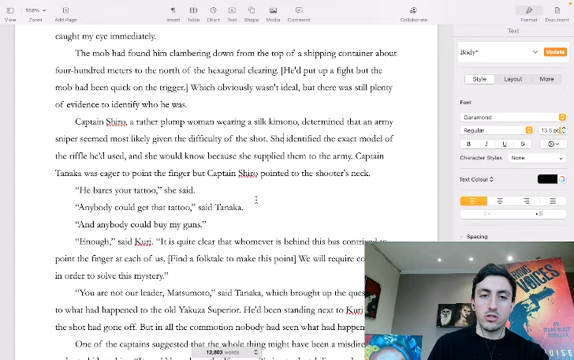 108%
View
Zoom
Add Page
Insert
Table
Chart
Text
Shape
Media
Comment
Collaborate
Format
Document
caught my eye immediately.
The mob had found him clambering down from the top of a shipping container about
four-hundred meters to the north of the hexagonal clearing. [He'd put up a fight but the
mob had been quick on the trigger.] Which obviously wasn't ideal, but there was still plenty
of evidence to identify who he was.
Captain Shiro, a rather plump woman wearing a silk kimono, determined that an army
sniper seemed most likely given the difficulty of the shot. She identified the exact model of
the riffle he'd used, and she would know because she supplied them to the army. Captain
Tanaka was eager to point the finger but Captain Shiro pointed to the shooter's neck.
“He bares your tattoo,” she said.
“Anybody could get that tattoo,” said Tanaka.
“And anybody could buy my guns.”
“Enough,” said Kuri. “It is quite clear that whomever is behind this has contrived to
point the finger at each of us. [Find a folktale to make this point] We will require
in order to solve this mystery.”
“You are not our leader, Matsumoto,” said Tanaka, which brought up the
to what had happened to the old Yakuza Superior. He'd been standing next to Kuri
the shot had gone off. But in all the commotion nobody had seen what had happened
One of the captains suggested that the whole thing might have been a
12,803 words
Text
Body*
Update
Style
Layout
More
Font
Garamond
Regular
13.5 pt
B
I
U
S
Character Styles
None
Text Colour
Spacing
VOICES